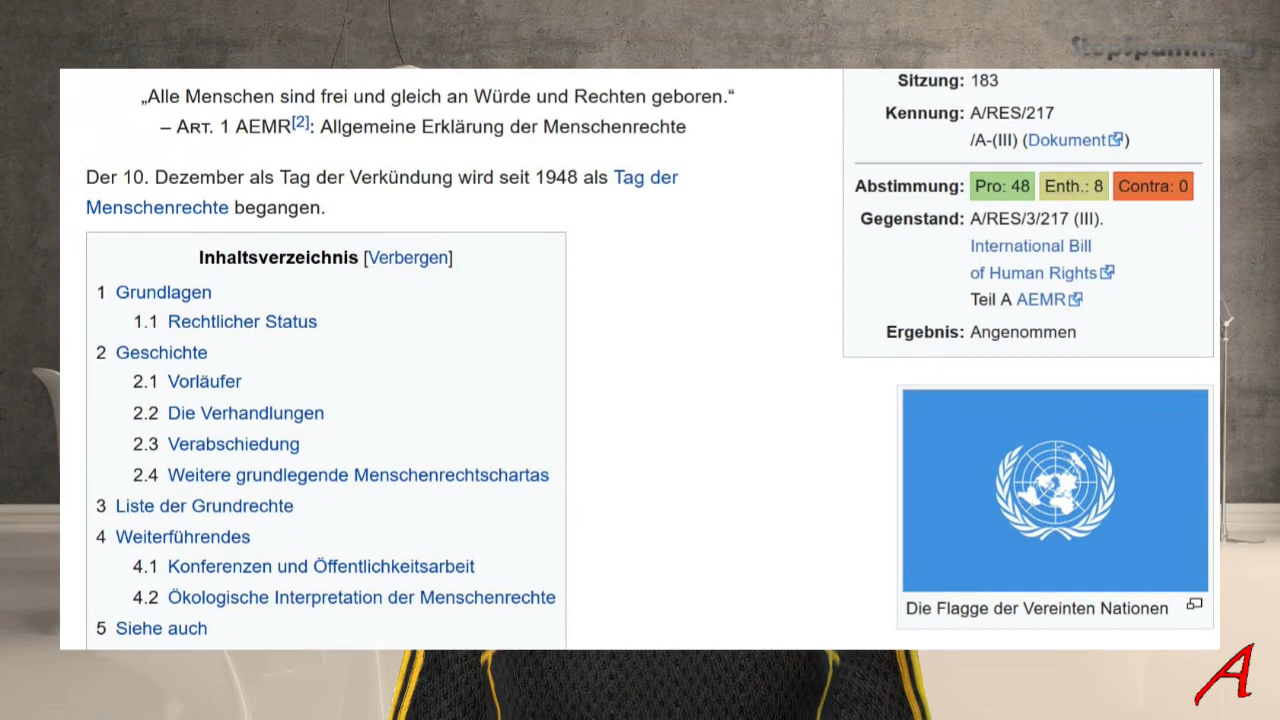 StopSpamming
„Alle Menschen sind frei und gleich an Würde und Rechten geboren.“
– Art. 1 AEMR[2]: Allgemeine Erklärung der Menschenrechte
Der 10. Dezember als Tag der Verkündung wird seit 1948 als Tag der
Menschenrechte begangen.
Inhaltsverzeichnis [Verbergen]
1 Grundlagen
1.1 Rechtlicher Status
2 Geschichte
2.1 Vorläufer
2.2 Die Verhandlungen
2.3 Verabschiedung
2.4 Weitere grundlegende Menschenrechtschartas
3 Liste der Grundrechte
4 Weiterführendes
4.1 Konferenzen und Öffentlichkeitsarbeit
4.2 Ökologische Interpretation der Menschenrechte
5 Siehe auch
Sitzung: 183
Kennung: A/RES/217
/A-(III) (Dokument)
Abstimmung: Pro: 48 Enth.: 8 Contra: 0
Gegenstand: A/RES/3/217 (III).
International Bill
of Human Rights
Teil A AEMR
Ergebnis: Angenommen
Die Flagge der Vereinten Nationen
A